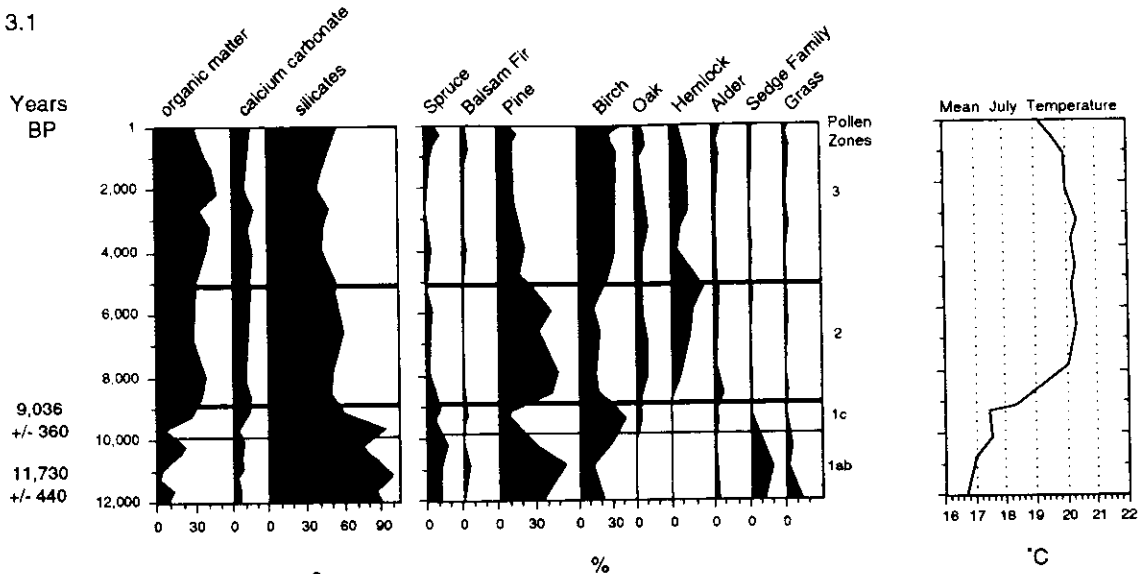 3.1
organic matter
calcium carbonate
silicates
Spruce
Balsam Fir
Pine
Birch
Oak
Hemlock
Alder
Sedge Family
Grass
Years
BP
Pollen
Zones
Mean July Temperature
1
2,000
4,000
6,000
8,000
9,036
+/- 360
10,000
11,730
+/- 440
12,000
3
2
1c
1ab
0 30 0 0 30 60 90
0 0 0 30 0 30 0 0 0 0 0
16 17 18 19 20 21 22
%
°C